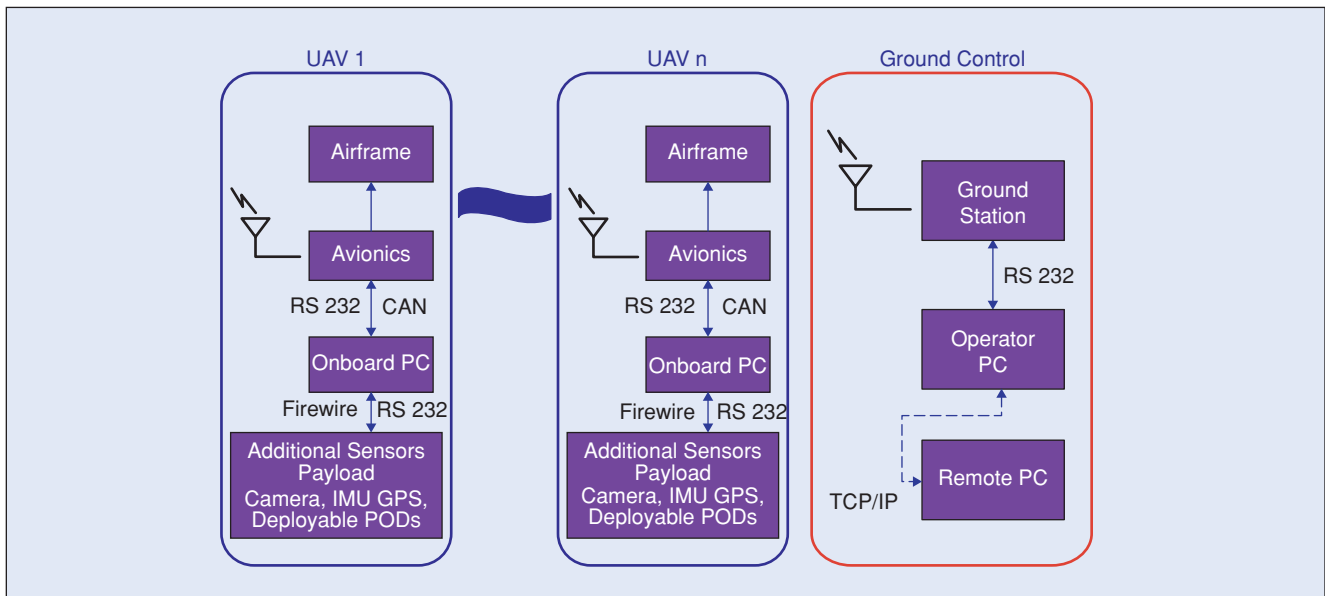 UAV 1
Airframe
Avionics
RS 232 CAN
Onboard PC
Firewire RS 232
Additional Sensors
Payload
Camera, IMU GPS,
Deployable PODs
UAV n
Airframe
Avionics
RS 232 CAN
Onboard PC
Firewire RS 232
Additional Sensors
Payload
Camera, IMU GPS,
Deployable PODs
Ground Control
Ground
Station
RS 232
Operator
PC
Remote PC
TCP/IP